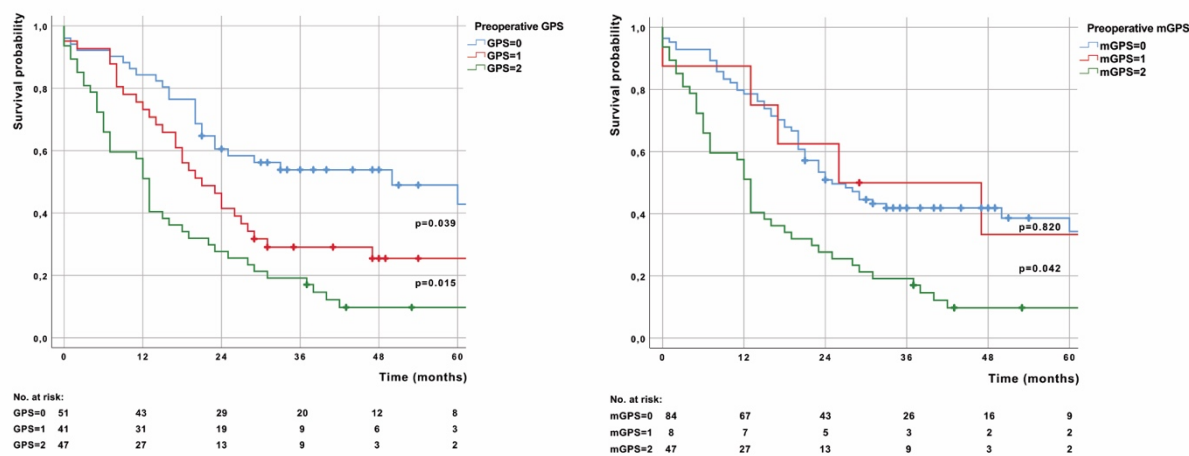 Preoperative GPS
GPS=0
GPS=1
GPS=2
Survival probability
1,0
0,8
0,6
0,4
0,2
0,0
p=0.039
p=0.015
0 12 24 36 48 60
Time (months)
No. at risk:
GPS=0 51 43 29 20 12 8
GPS=1 41 31 19 9 6 3
GPS=2 47 27 13 9 3 2
Preoperative mGPS
mGPS=0
mGPS=1
mGPS=2
Survival probability
1,0
0,8
0,6
0,4
0,2
0,0
p=0.820
p=0.042
0 12 24 36 48 60
Time (months)
No. at risk:
mGPS=0 84 67 43 26 16 9
mGPS=1 8 7 5 3 2 2
mGPS=2 47 27 13 9 3 2